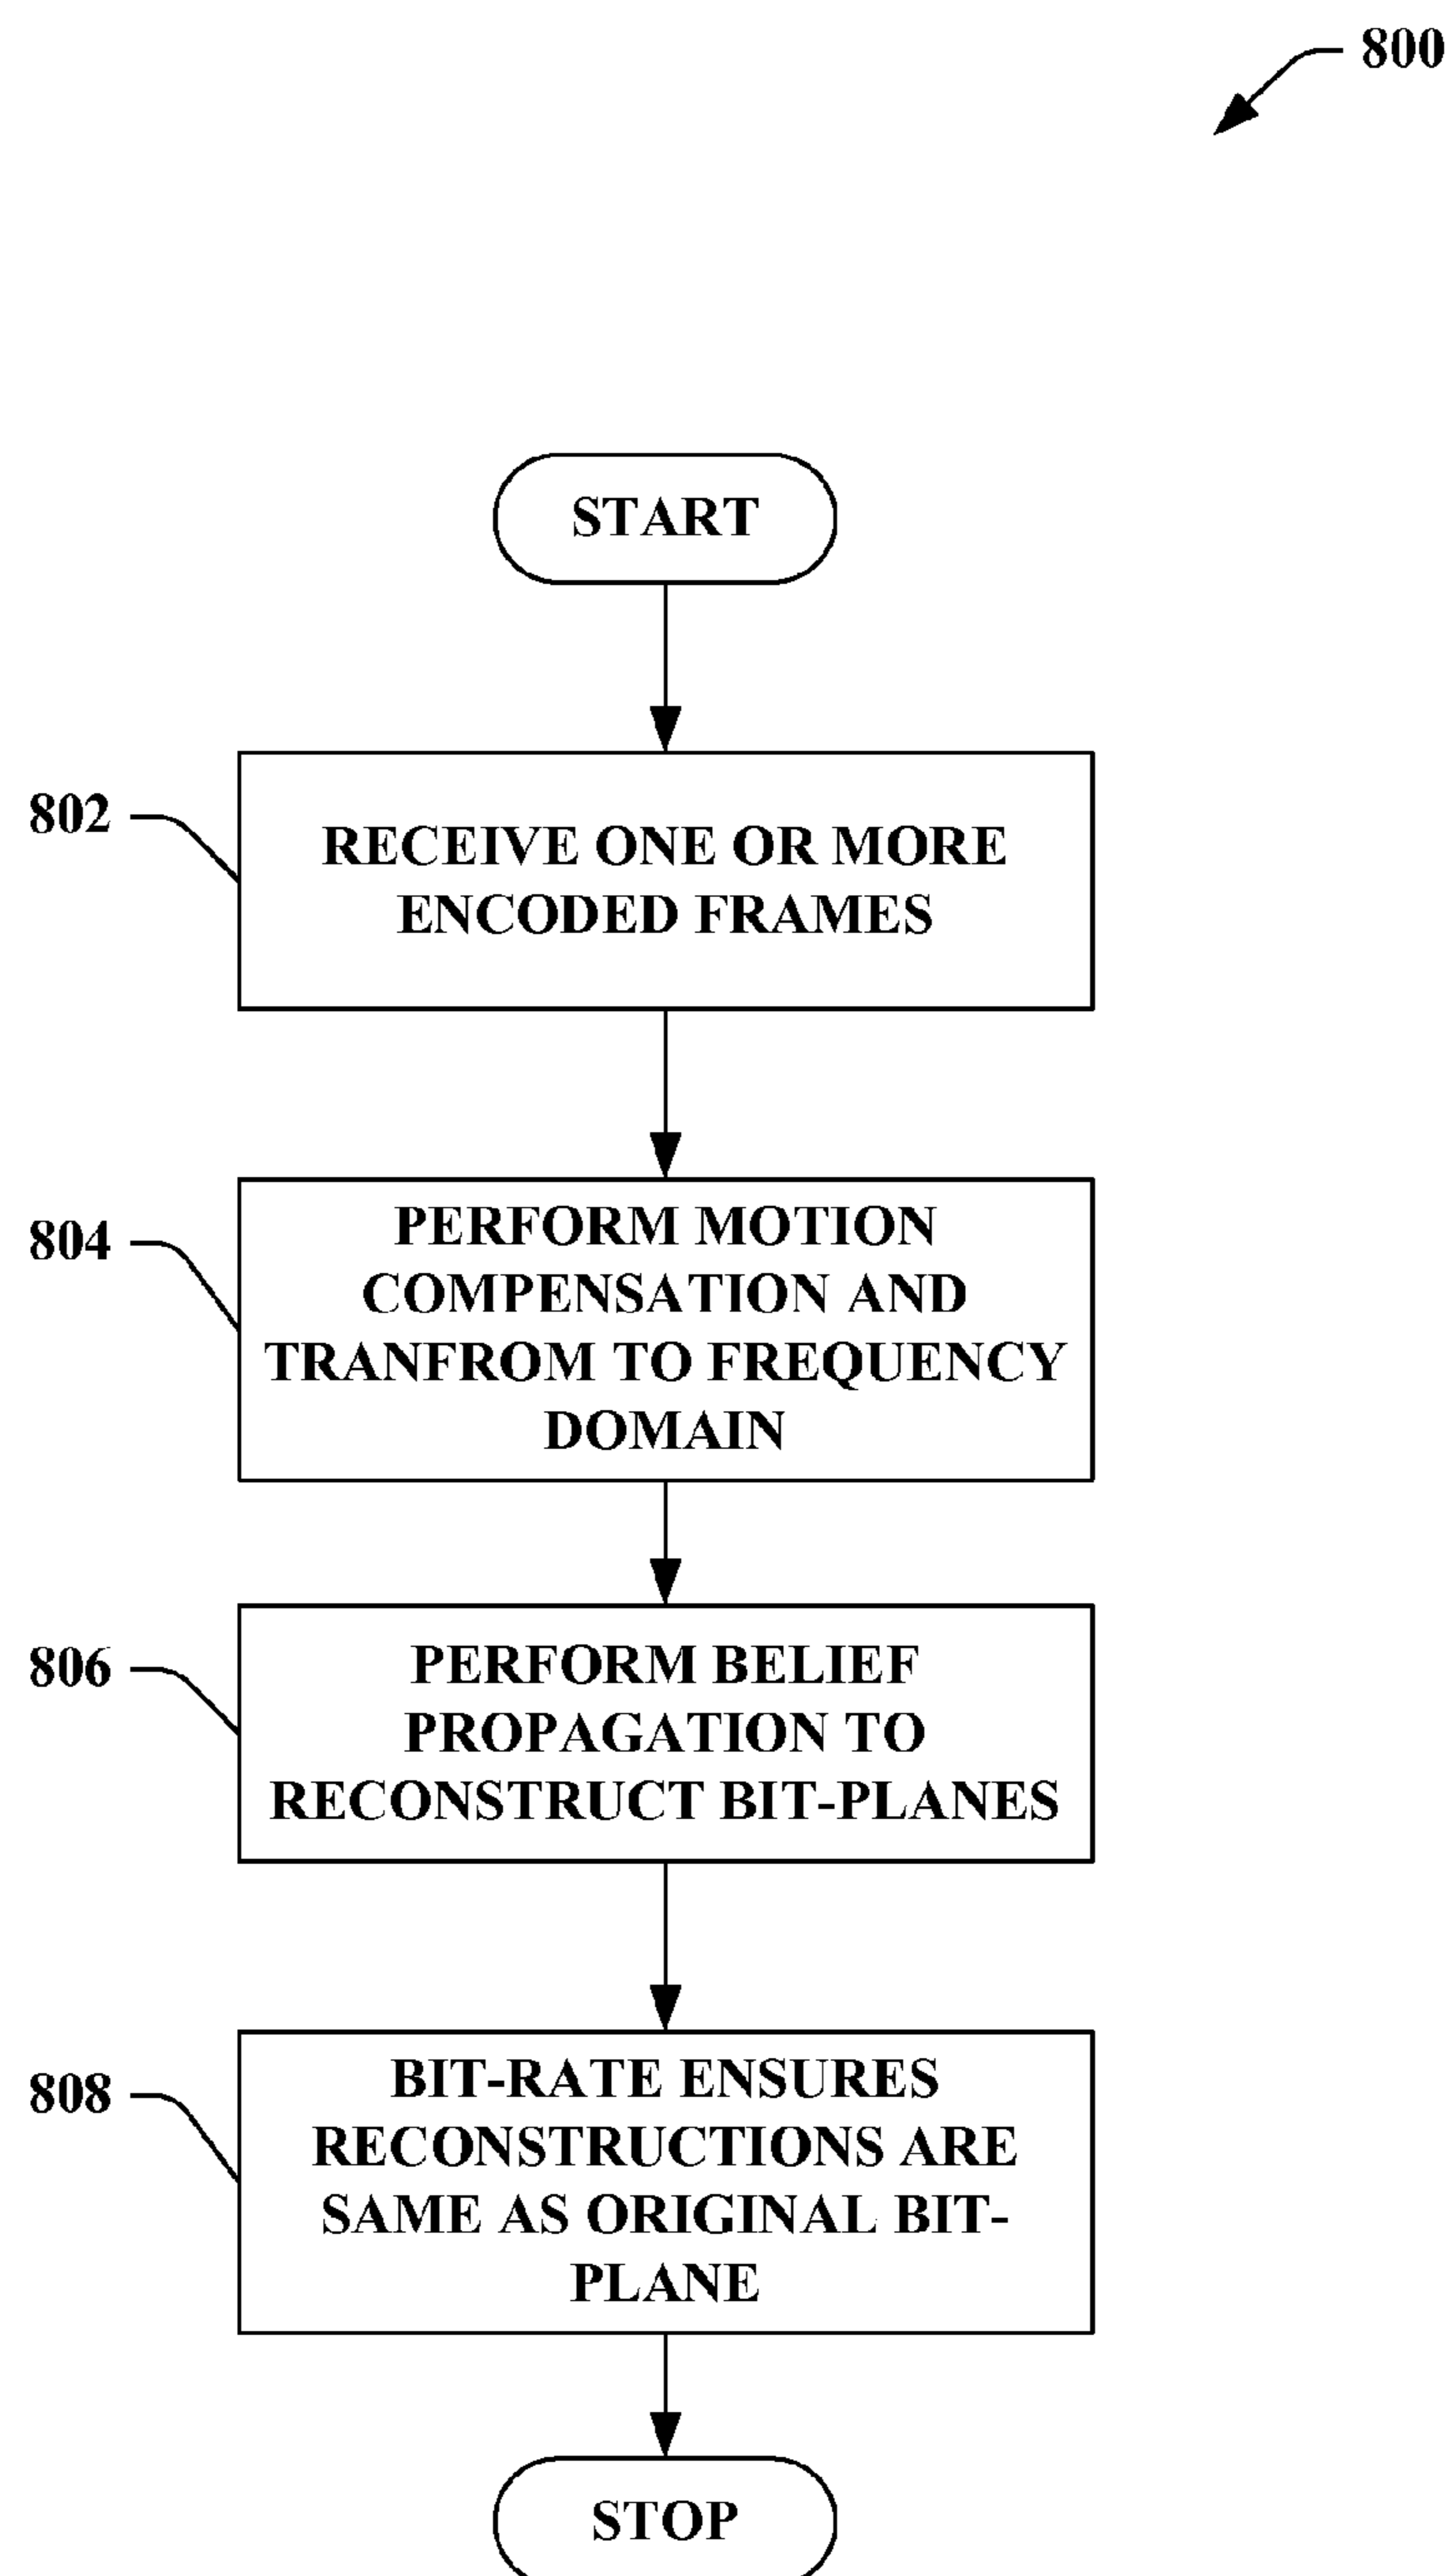 800
START
802
RECEIVE ONE OR MORE
ENCODED FRAMES
804
PERFORM MOTION
COMPENSATION AND
TRANFROM TO FREQUENCY
DOMAIN
806
PERFORM BELIEF
PROPAGATION TO
RECONSTRUCT BIT-PLANES
808
BIT-RATE ENSURES
RECONSTRUCTIONS ARE
SAME AS ORIGINAL BIT-
PLANE
STOP